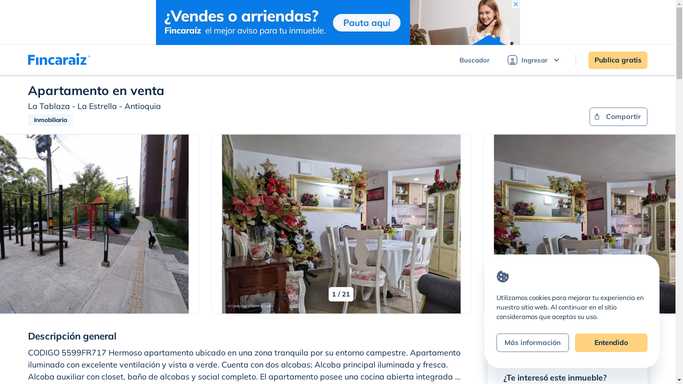 ¿Vendes o arriendas?
Fincaraíz el mejor aviso para tu inmueble.
Pauta aquí
Fincaraíz
Buscador
Ingresar
Publica gratis
Apartamento en venta
La Tablaza - La Estrella - Antioquia
Inmobiliaria
Compartir
1 / 21
Utilizamos cookies para mejorar tu experiencia en
nuestro sitio web. Al continuar en el sitio
consideramos que aceptas su uso.
Más información
Entendido
Descripción general
CODIGO 5599FR717 Hermoso apartamento ubicado en una zona tranquila por su entorno campestre. Apartamento
iluminado con excelente ventilación y vista a verde. Cuenta con dos alcobas; Alcoba principal iluminada y fresca.
Alcoba auxiliar con closet, baño de alcobas y social completo. El apartamento posee una cocina abierta integrada ...
¿Te interesó este inmueble?